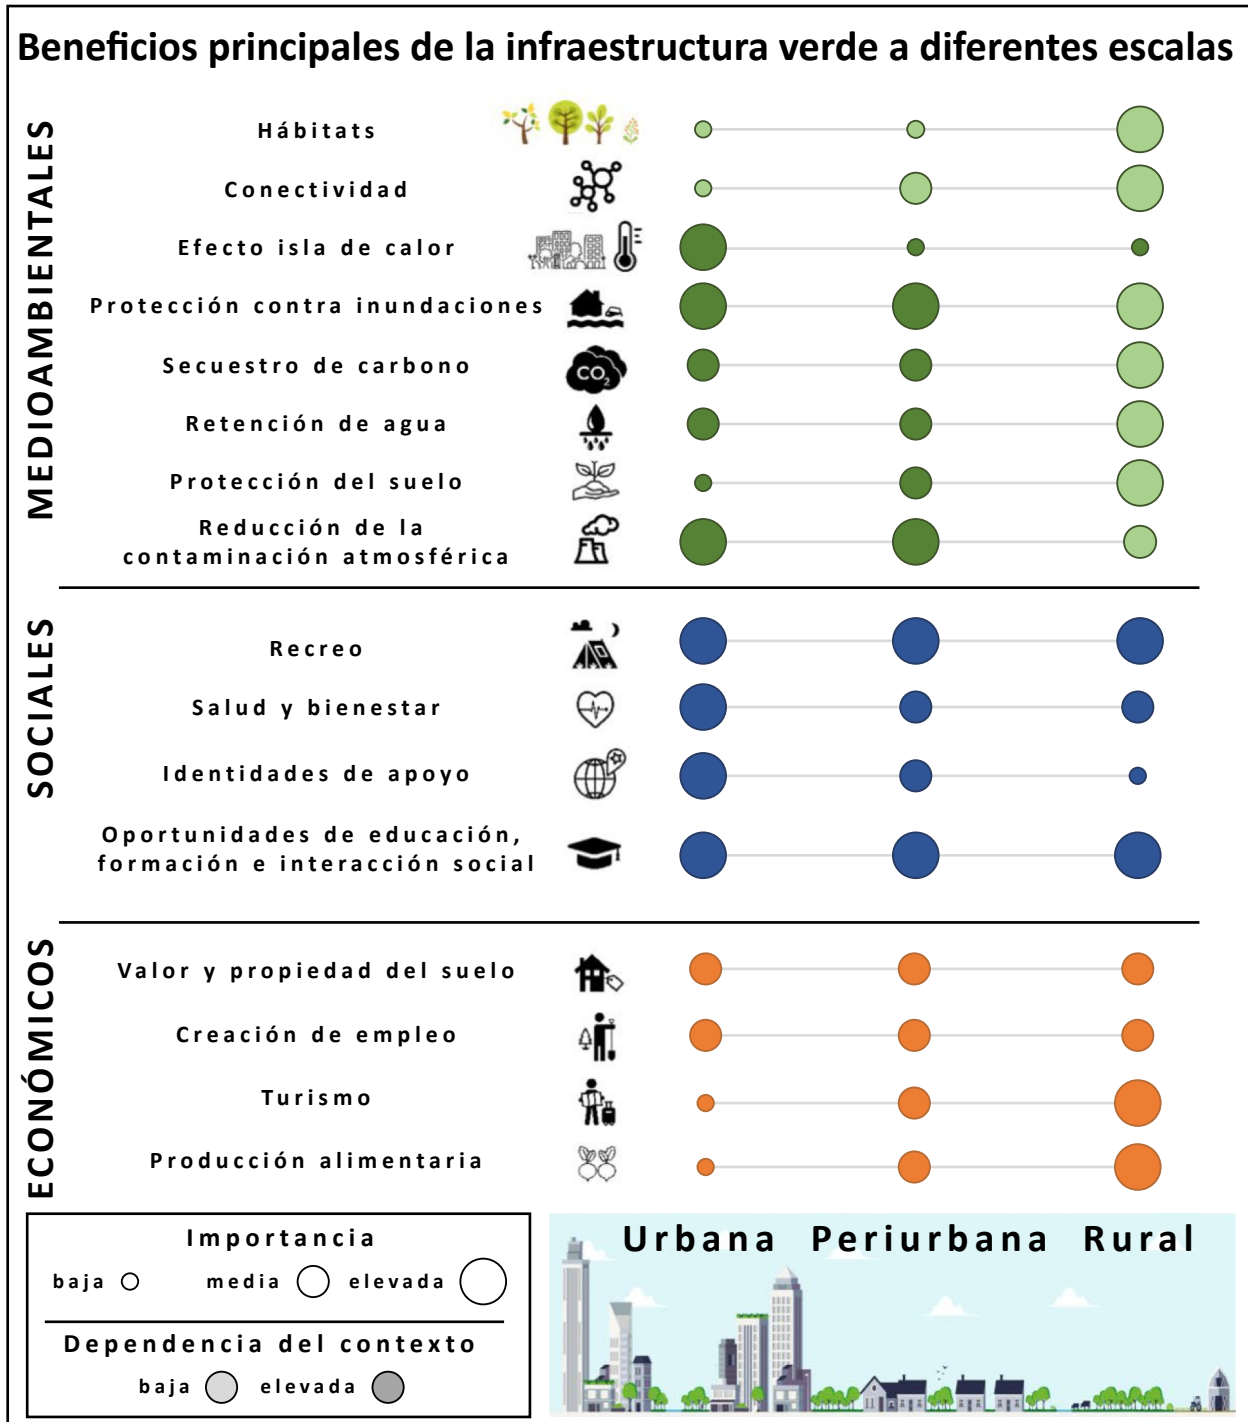 Beneficios principales de la infraestructura verde a diferentes escalas
MEDIOAMBIENTALES
Hábitats
Conectividad
Efecto isla de calor
Protección contra inundaciones
Secuestro de carbono
CO2
Retención de agua
Protección del suelo
Reducción de la
contaminación atmosférica
SOCIALES
Recreo
Salud y bienestar
Identidades de apoyo
Oportunidades de educación,
formación e interacción social
ECONÓMICOS
Valor y propiedad del suelo
Creación de empleo
Turismo
Producción alimentaria
Importancia
baja media elevada
Dependencia del contexto
baja elevada
Urbana Periurbana Rural